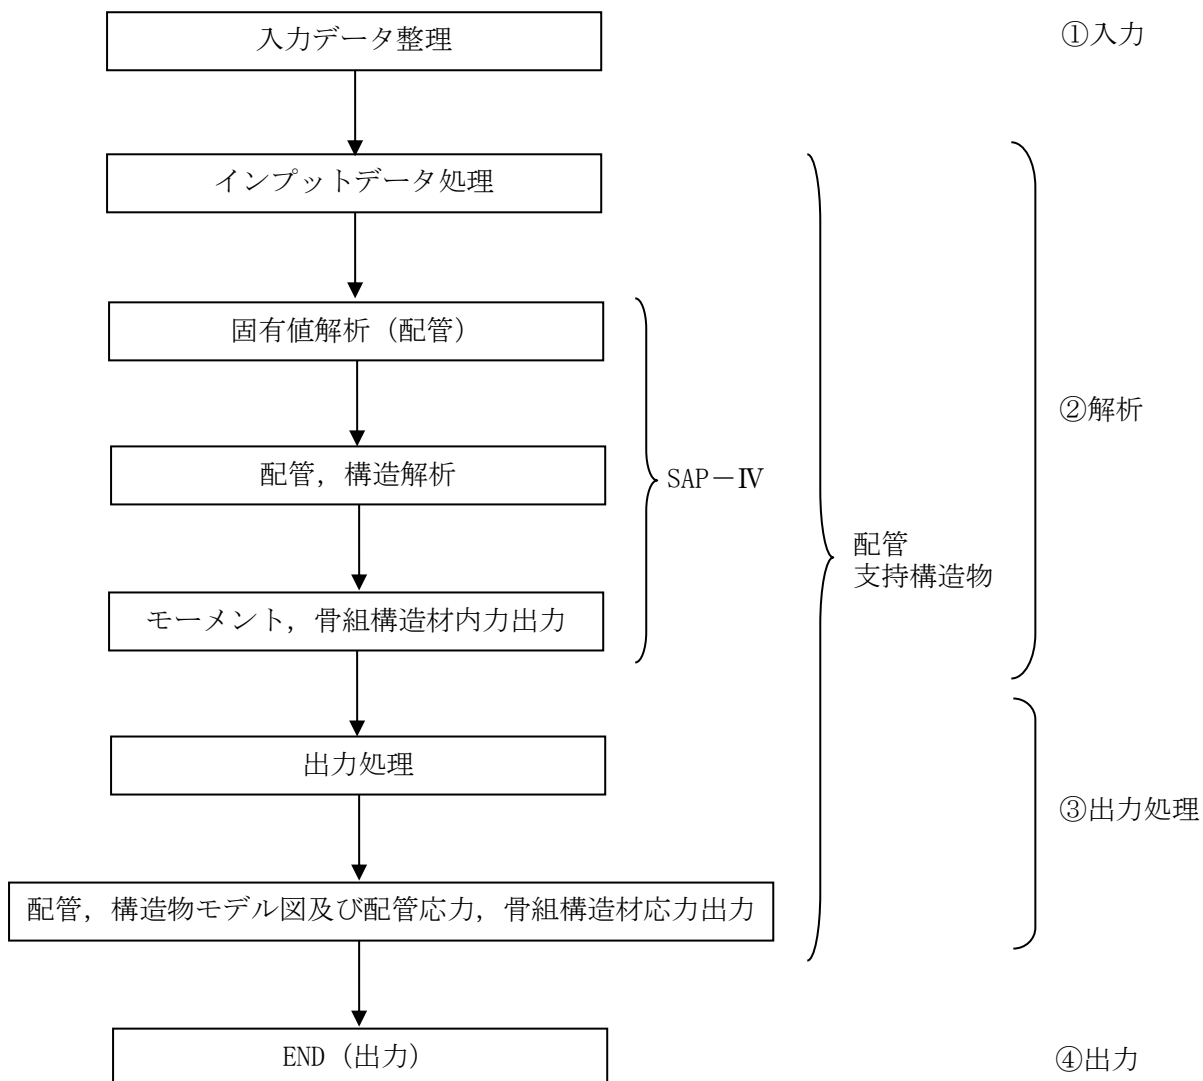 入力データ整理
①入力
インプットデータ処理
固有値解析（配管）
配管，構造解析
②解析
SAP－Ⅳ
配管
支持構造物
モーメント，骨組構造材内力出力
出力処理
③出力処理
配管，構造物モデル図及び配管応力，骨組構造材応力出力
END（出力）
④出力